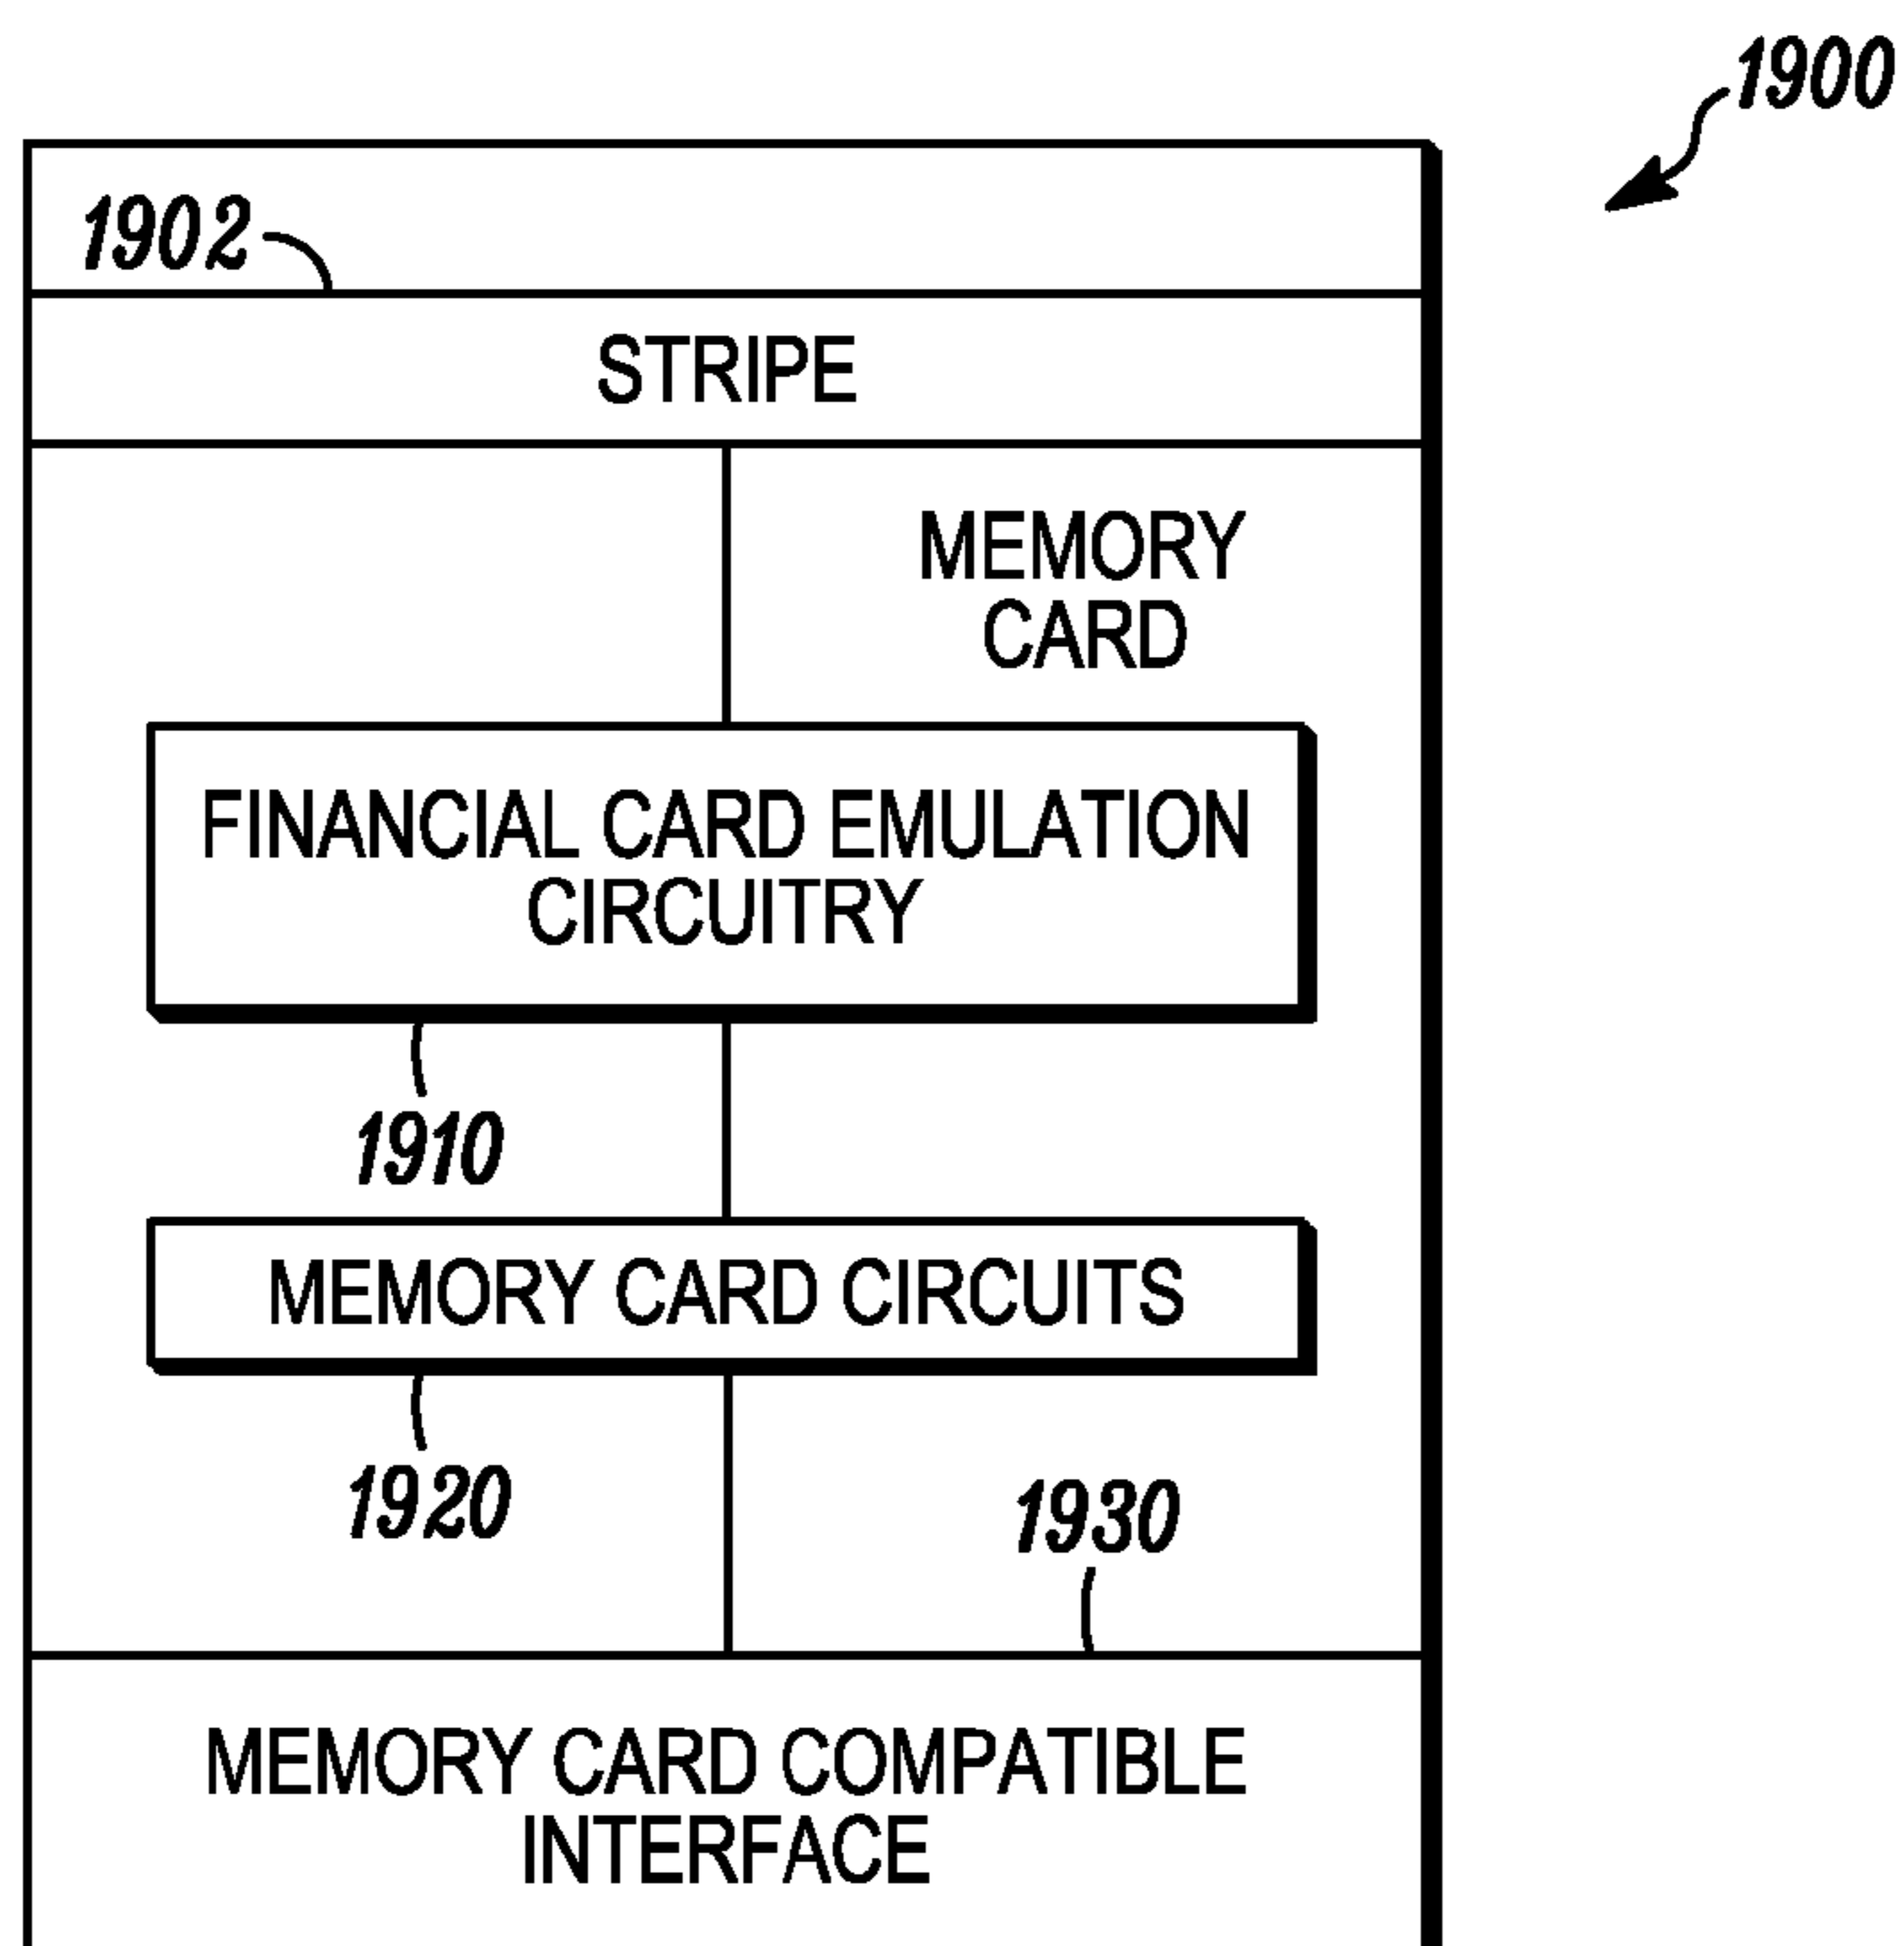 1900
1902
STRIPE
MEMORY
CARD
FINANCIAL CARD EMULATION
CIRCUITRY
1910
MEMORY CARD CIRCUITS
1920
1930
MEMORY CARD COMPATIBLE
INTERFACE